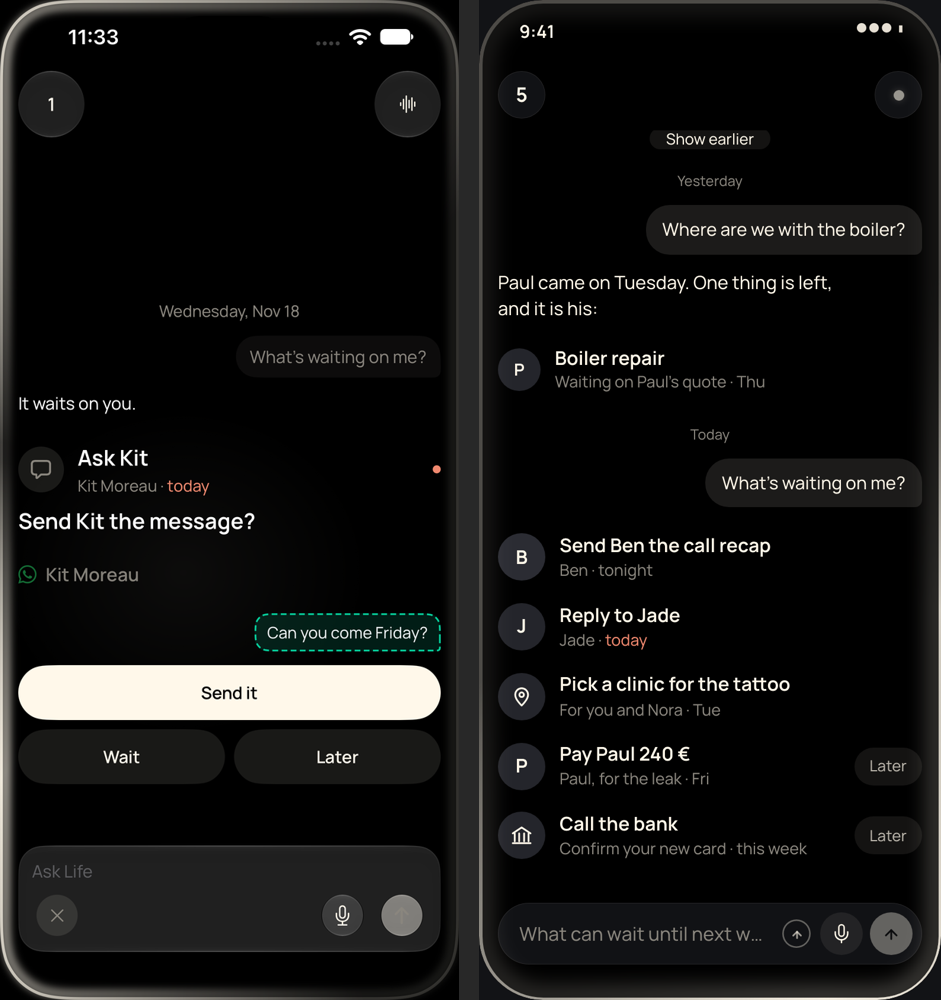 11:33
1
Wednesday, Nov 18
What's waiting on me?
It waits on you.
Ask Kit
Kit Moreau · today
Send Kit the message?
Kit Moreau
Can you come Friday?
Send it
Wait
Later
Ask Life
9:41
5
Show earlier
Yesterday
Where are we with the boiler?
Paul came on Tuesday. One thing is left,
and it is his:
P
Boiler repair
Waiting on Paul's quote · Thu
Today
What's waiting on me?
B
Send Ben the call recap
Ben · tonight
J
Reply to Jade
Jade · today
Pick a clinic for the tattoo
For you and Nora · Tue
P
Pay Paul 240 €
Paul, for the leak · Fri
Later
Call the bank
Confirm your new card · this week
Later
What can wait until next w...